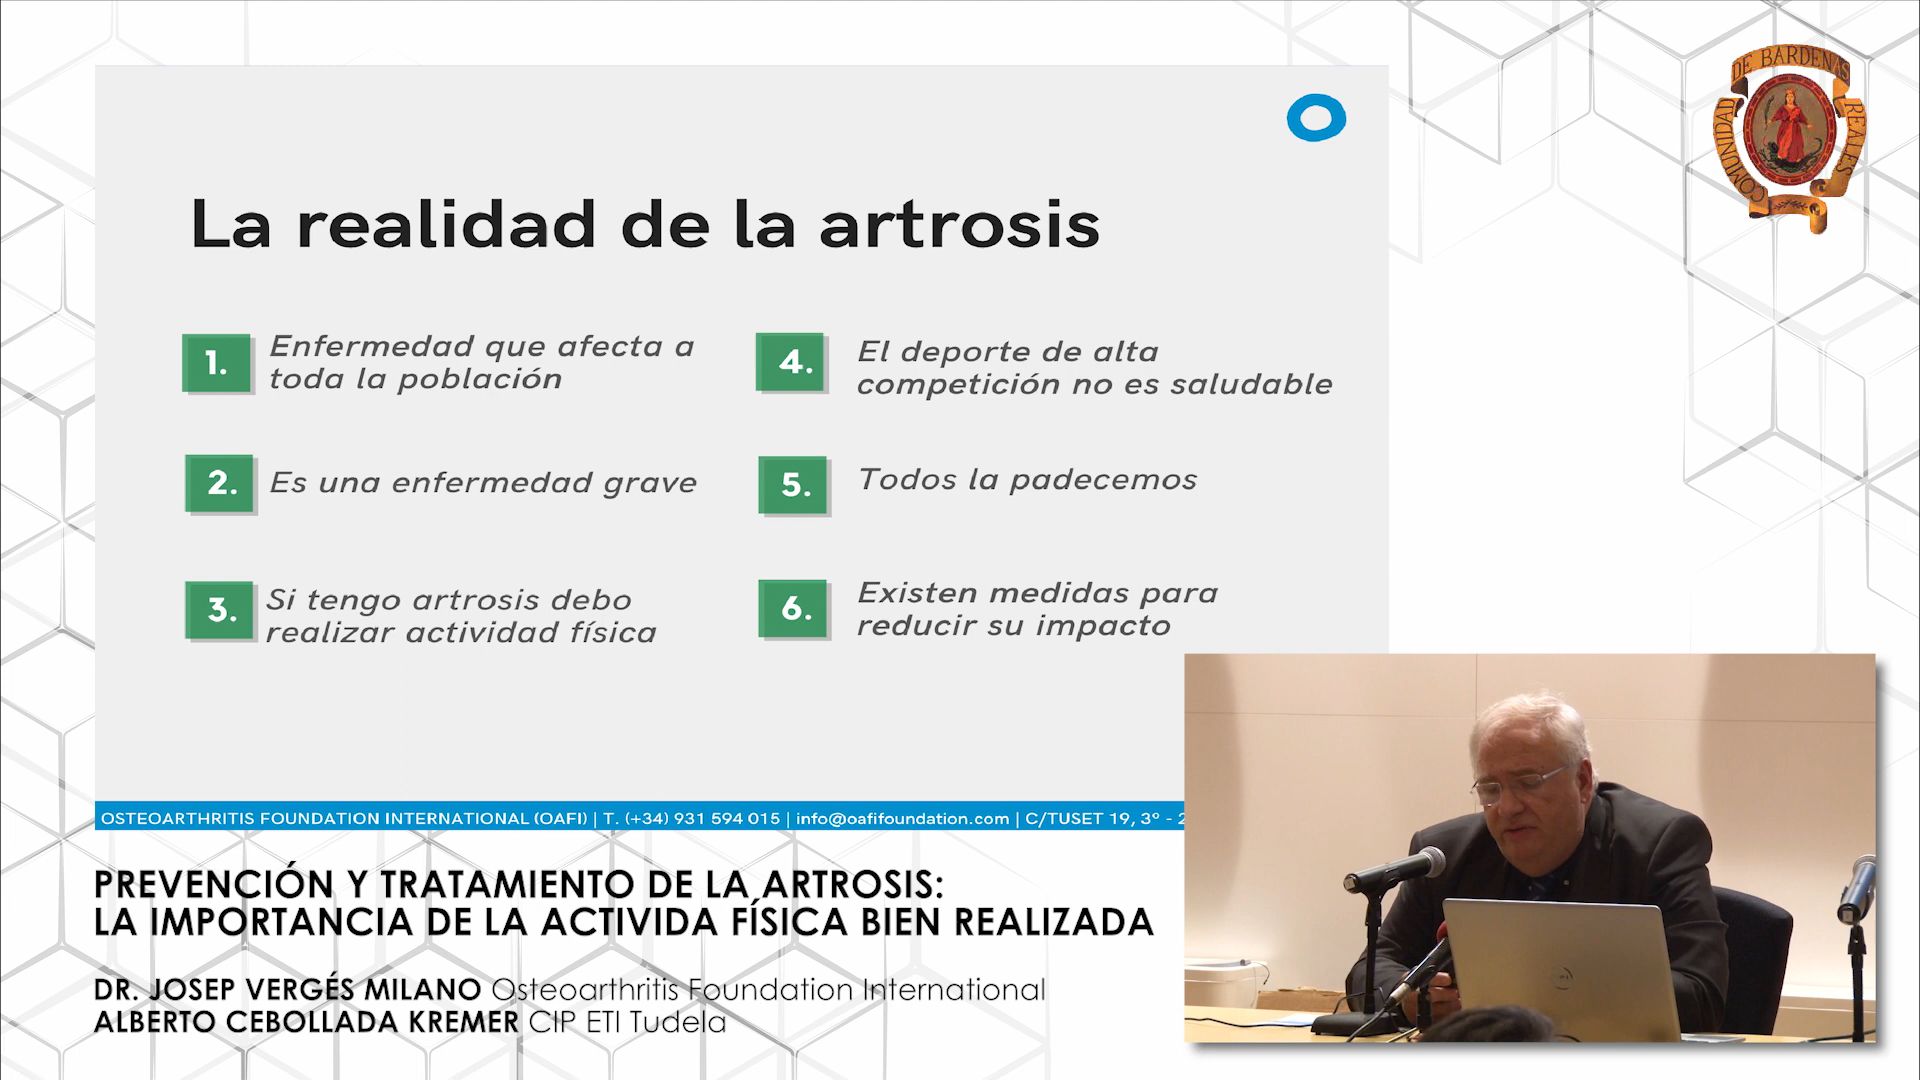 La realidad de la artrosis
1.
Enfermedad que afecta a
toda la población
2.
Es una enfermedad grave
3.
Si tengo artrosis debo
realizar actividad física
4.
El deporte de alta
competición no es saludable
5.
Todos la padecemos
6.
Existen medidas para
reducir su impacto
OSTEOARTHRITIS FOUNDATION INTERNATIONAL (OAFI) | T. (+34) 931 594 015 | info@oafifoundation.com | C/TUSET 19, 3º - 2
PREVENCIÓN Y TRATAMIENTO DE LA ARTROSIS:
LA IMPORTANCIA DE LA ACTIVIDA FÍSICA BIEN REALIZADA
DR. JOSEP VERGÉS MILANO Osteoarthritis Foundation International
ALBERTO CEBOLLADA KREMER CIP ETI Tudela
COMUNIDAD
DE BARDENAS
REALES